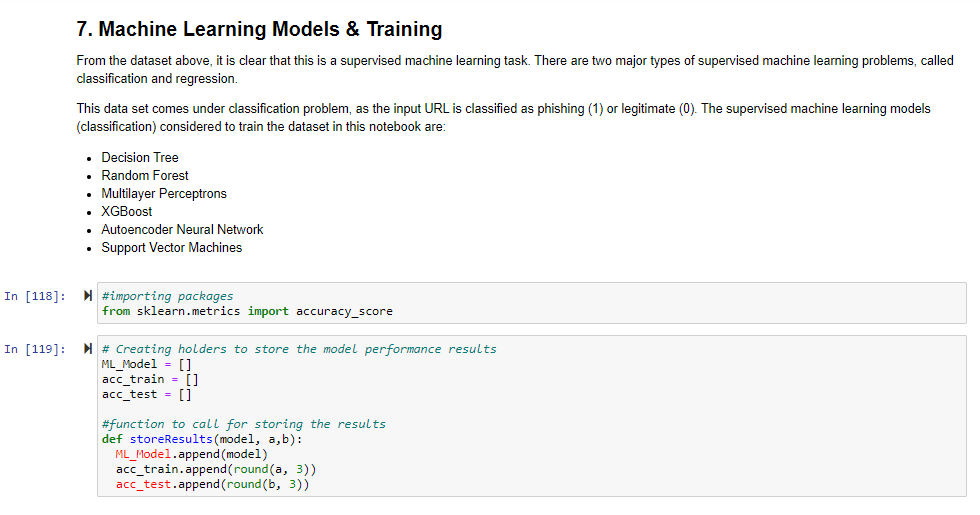 7. Machine Learning Models & Training
From the dataset above, it is clear that this is a supervised machine learning task. There are two major types of supervised machine learning problems, called
classification and regression.
This data set comes under classification problem, as the input URL is classified as phishing (1) or legitimate (0). The supervised machine learning models
(classification) considered to train the dataset in this notebook are:
• Decision Tree
• Random Forest
• Multilayer Perceptrons
• XGBoost
• Autoencoder Neural Network
• Support Vector Machines
In [118]: #importing packages
from sklearn.metrics import accuracy_score
In [119]: # Creating holders to store the model performance results
ML_Model = []
acc_train = []
acc_test = []
#function to call for storing the results
def storeResults(model, a,b):
  ML_Model.append(model)
  acc_train.append(round(a, 3))
  acc_test.append(round(b, 3))